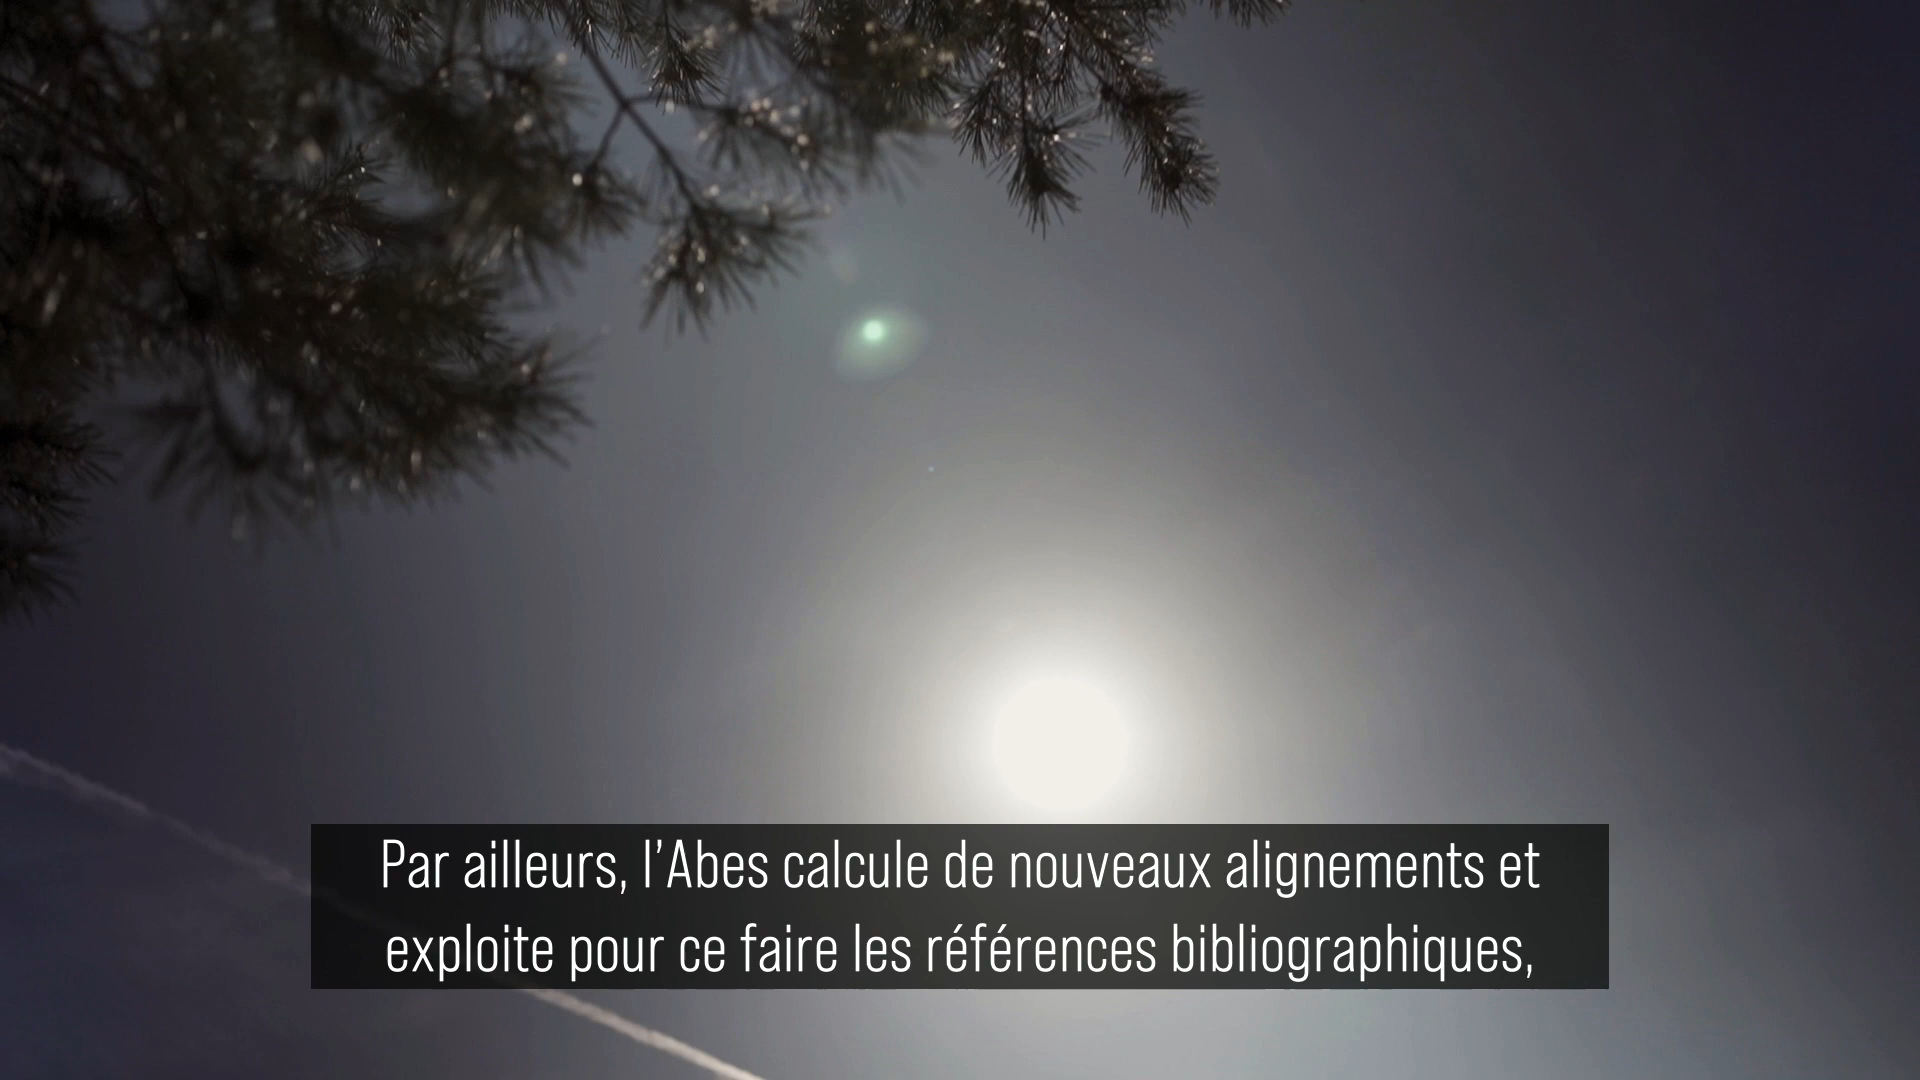 Par ailleurs, l’Abes calcule de nouveaux alignements et
exploite pour ce faire les références bibliographiques,